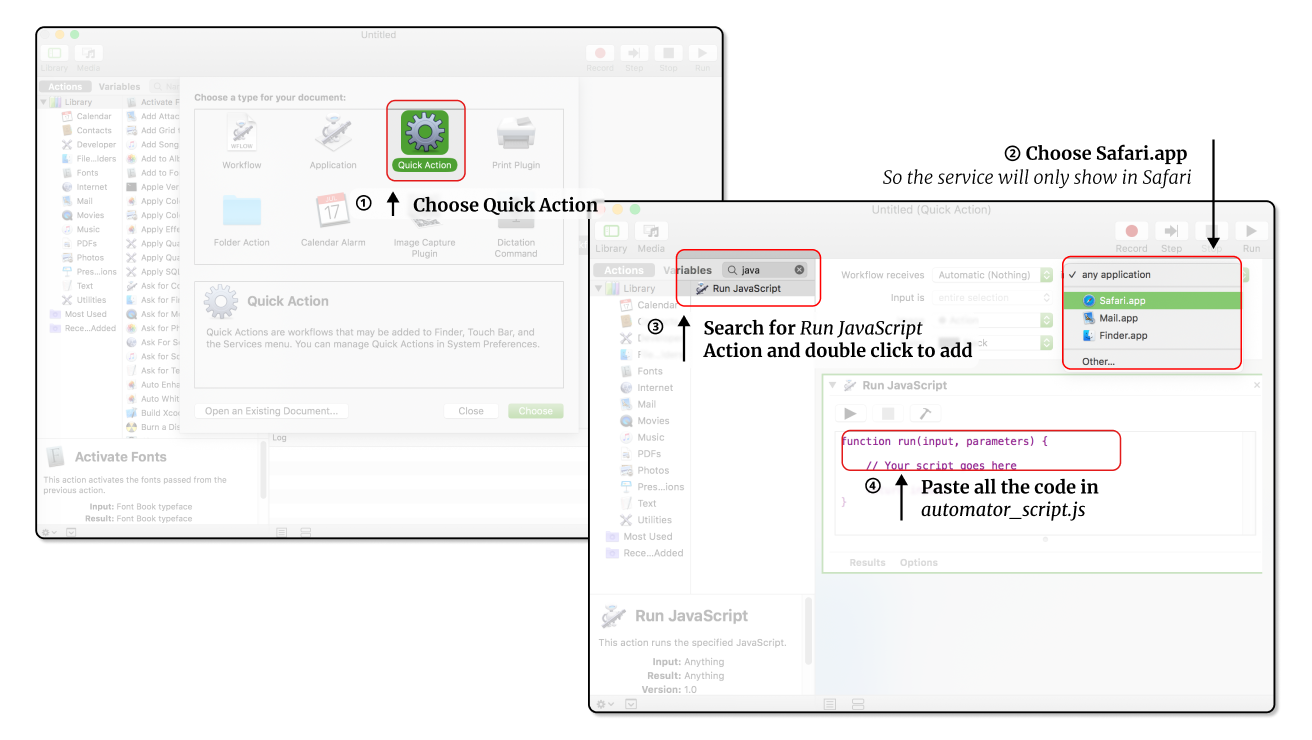 Untitled
Library Media
Record Step Stop Run
Actions Variables
Library
Calendar
Contacts
Developer
File...lders
Fonts
Internet
Mail
Movies
Music
PDFs
Photos
Pres...ions
Text
Utilities
Most Used
Rece...Added
Activate F
Add Attac
Add Grid t
Add Song
Add to Alb
Add to Fo
Apple Ver
Apply Colo
Apply Colo
Apply Effe
Apply Qua
Apply Qua
Apply SQL
Ask for Co
Ask for Fin
Ask for Mo
Ask for Ph
Ask For Se
Ask for So
Ask for Te
Auto Enha
Auto Whit
Build Xcod
Burn a Dis
Choose a type for your document:
WFLOW
Workflow
Application
Quick Action
Print Plugin
JUL
17
① Choose Quick Action
Folder Action
Calendar Alarm
Image Capture
Plugin
Dictation
Command
Quick Action
Quick Actions are workflows that may be added to Finder, Touch Bar, and
the Services menu. You can manage Quick Actions in System Preferences.
Open an Existing Document...
Close
Choose
Log
Activate Fonts
This action activates the fonts passed from the
previous action.
Input: Font Book typeface
Result: Font Book typeface
② Choose Safari.app
So the service will only show in Safari
Untitled (Quick Action)
Library Media
Record Step Run
Actions Variables
java
Run JavaScript
Library
Calendar
Fonts
Internet
Mail
Movies
Music
PDFs
Photos
Pres...ions
Text
Utilities
Most Used
Rece...Added
③ Search for Run JavaScript
Action and double click to add
Workflow receives Automatic (Nothing)
Input is entire selection
✓ any application
Safari.app
Mail.app
Finder.app
Other...
Run JavaScript
function run(input, parameters) {
// Your script goes here
}
④ Paste all the code in
automator_script.js
Results Options
Run JavaScript
This action runs the specified JavaScript.
Input: Anything
Result: Anything
Version: 1.0